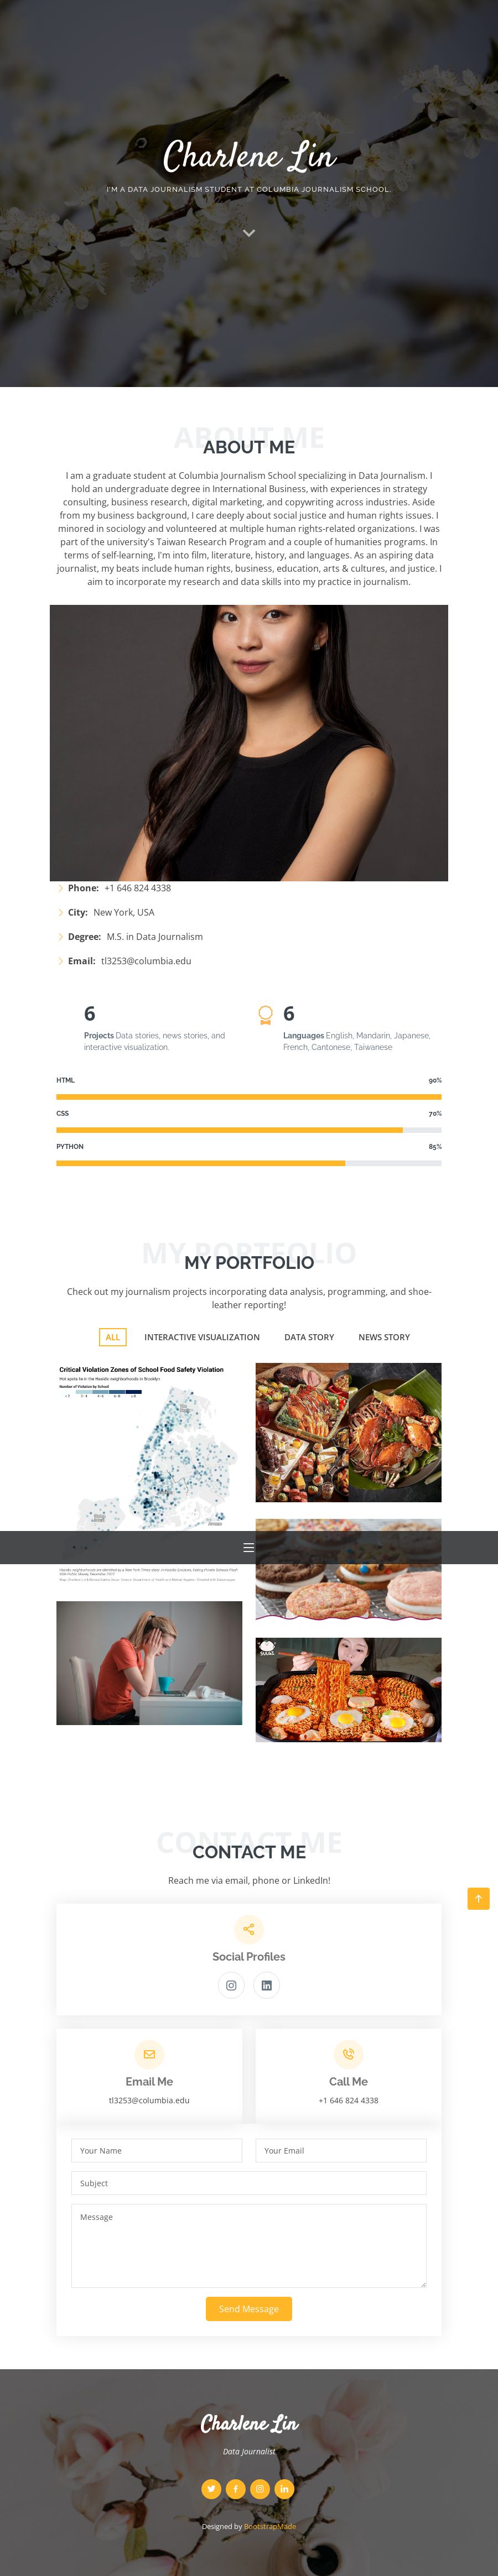 Charlene Lin
I'M A DATA JOURNALISM STUDENT AT COLUMBIA JOURNALISM SCHOOL.
ABOUT ME
ABOUT ME
I am a graduate student at Columbia Journalism School specializing in Data Journalism. I
hold an undergraduate degree in International Business, with experiences in strategy
consulting, business research, digital marketing, and copywriting across industries. Aside
from my business background, I care deeply about social justice and human rights issues. I
minored in sociology and volunteered at multiple human rights-related organizations. I was
part of the university's Taiwan Research Program and a couple of humanities programs. In
terms of self-learning, I'm into film, literature, history, and languages. As an aspiring data
journalist, my beats include human rights, business, education, arts & cultures, and justice. I
aim to incorporate my research and data skills into my practice in journalism.
Phone: +1 646 824 4338
City: New York, USA
Degree: M.S. in Data Journalism
Email: tl3253@columbia.edu
6
Projects Data stories, news stories, and
interactive visualization.
6
Languages English, Mandarin, Japanese,
French, Cantonese, Taiwanese
HTML 90%
CSS 70%
PYTHON 85%
MY PORTFOLIO
MY PORTFOLIO
Check out my journalism projects incorporating data analysis, programming, and shoe-
leather reporting!
ALL INTERACTIVE VISUALIZATION DATA STORY NEWS STORY
Critical Violation Zones of School Food Safety Violation
Number of Violation by School
CONTACT ME
CONTACT ME
Reach me via email, phone or LinkedIn!
Social Profiles
Email Me
tl3253@columbia.edu
Call Me
+1 646 824 4338
Your Name
Your Email
Subject
Message
Send Message
Charlene Lin
Data Journalist
Designed by BootstrapMade